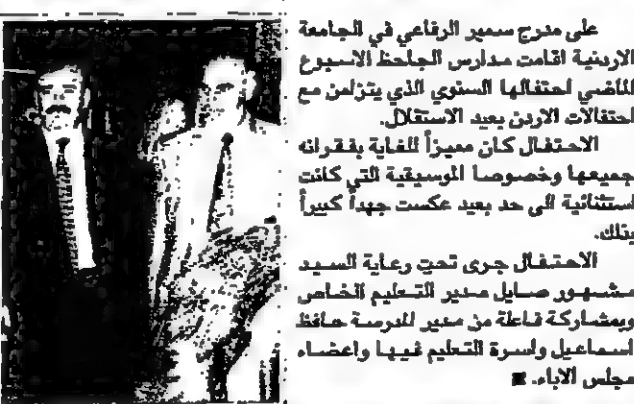 على مدرج سمير الرفاعي في الجامعة
الاردنية اقامت مدارس الجاحظ الاسبوع
الماضي احتفالها السنوي الذي يتزامن مع
احتفالات الاردن بعيد الاستقلال.
الاحتفال كان مميزاً للغاية بفقراته
جميعها وخصوصا الموسيقية التي كانت
استثنائية الى حد بعيد عكست جهداً كبيراً
بذلك.
الاحتفال جرى تحت رعاية السيد
مشهور صايل مدير التعليم الخاص
وبمشاركة فاعلة من مدير المدرسة حافظ
اسماعيل واسرة التعليم فيها واعضاء
مجلس الاباء.